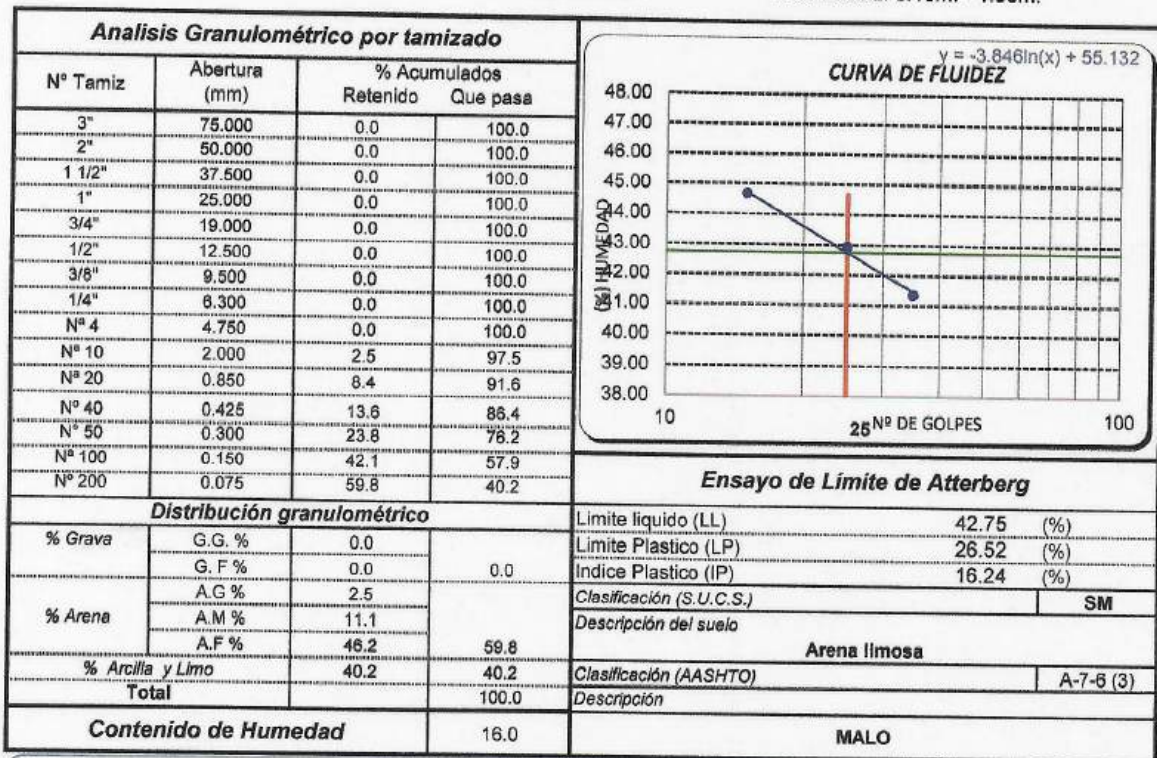 Analisis Granulométrico por tamizado
Nº Tamiz Abertura (mm) % Acumulados
Retenido Que pasa
3" 75.000 0.0 100.0
2" 50.000 0.0 100.0
1 1/2" 37.500 0.0 100.0
1" 25.000 0.0 100.0
3/4" 19.000 0.0 100.0
1/2" 12.500 0.0 100.0
3/8" 9.500 0.0 100.0
1/4" 6.300 0.0 100.0
Nª 4 4.750 0.0 100.0
Nª 10 2.000 2.5 97.5
Nª 20 0.850 8.4 91.6
Nº 40 0.425 13.6 86.4
N° 50 0.300 23.8 76.2
Nª 100 0.150 42.1 57.9
Nº 200 0.075 59.8 40.2
Distribución granulométrico
% Grava G.G. % 0.0
G. F % 0.0 0.0
% Arena A.G % 2.5
A.M % 11.1
A.F % 46.2 59.8
% Arcilla y Limo 40.2 40.2
Total 100.0
Contenido de Humedad 16.0
y = -3.846ln(x) + 55.132
CURVA DE FLUIDEZ
48.00
47.00
46.00
45.00
44.00
43.00
42.00
41.00
40.00
39.00
38.00
(%) HUMEDAD
10 25 Nº DE GOLPES 100
Ensayo de Límite de Atterberg
Limite liquido (LL) 42.75 (%)
Limite Plastico (LP) 26.52 (%)
Indice Plastico (IP) 16.24 (%)
Clasificación (S.U.C.S.) SM
Descripción del suelo
Arena limosa
Clasificación (AASHTO) A-7-6 (3)
Descripción
MALO